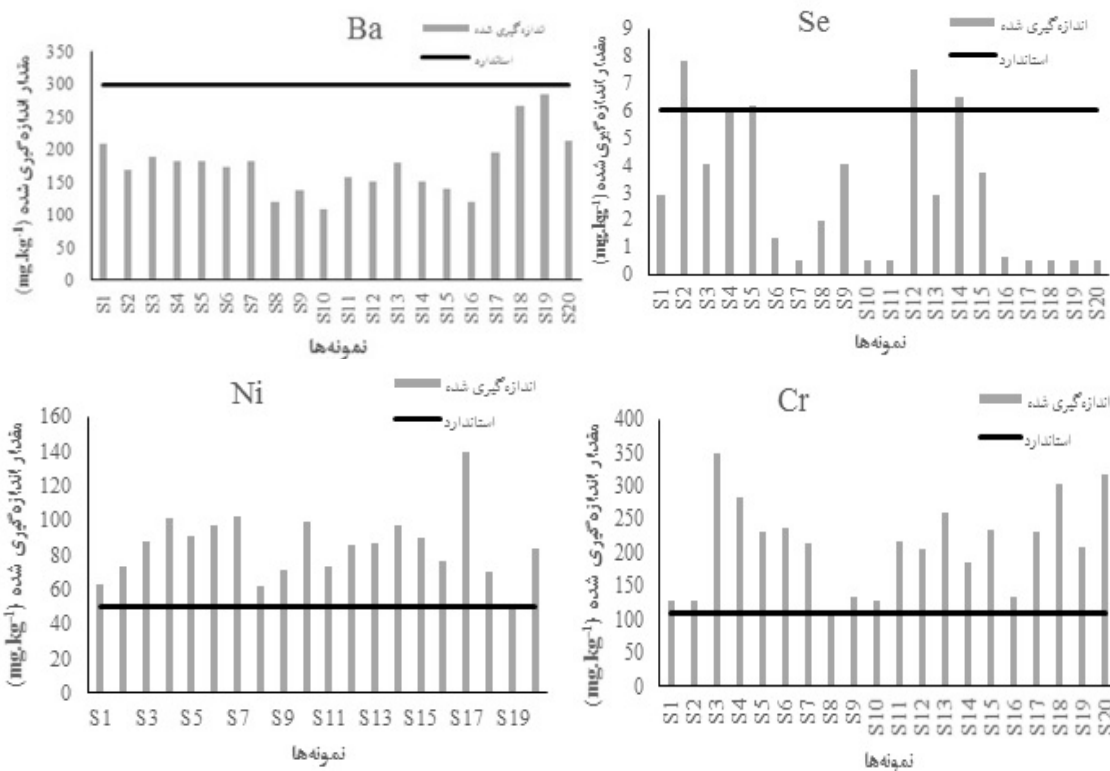 Ba
اندازه‌گیری شده
استاندارد
مقدار اندازه‌گیری شده (mg.kg-1)
350
300
250
200
150
100
50
0
S1 S2 S3 S4 S5 S6 S7 S8 S9 S10 S11 S12 S13 S14 S15 S16 S17 S18 S19 S20
نمونه‌ها
Se
اندازه‌گیری شده
استاندارد
مقدار اندازه‌گیری شده (mg.kg-1)
9
8
7
6
5
4
3
2
1
0
S1 S2 S3 S4 S5 S6 S7 S8 S9 S10 S11 S12 S13 S14 S15 S16 S17 S18 S19 S20
نمونه‌ها
Ni
اندازه‌گیری شده
استاندارد
مقدار اندازه‌گیری شده (mg.kg-1)
160
140
120
100
80
60
40
20
0
S1 S3 S5 S7 S9 S11 S13 S15 S17 S19
نمونه‌ها
Cr
اندازه‌گیری شده
استاندارد
مقدار اندازه‌گیری شده (mg.kg-1)
400
350
300
250
200
150
100
50
0
S1 S2 S3 S4 S5 S6 S7 S8 S9 S10 S11 S12 S13 S14 S15 S16 S17 S18 S19 S20
نمونه‌ها